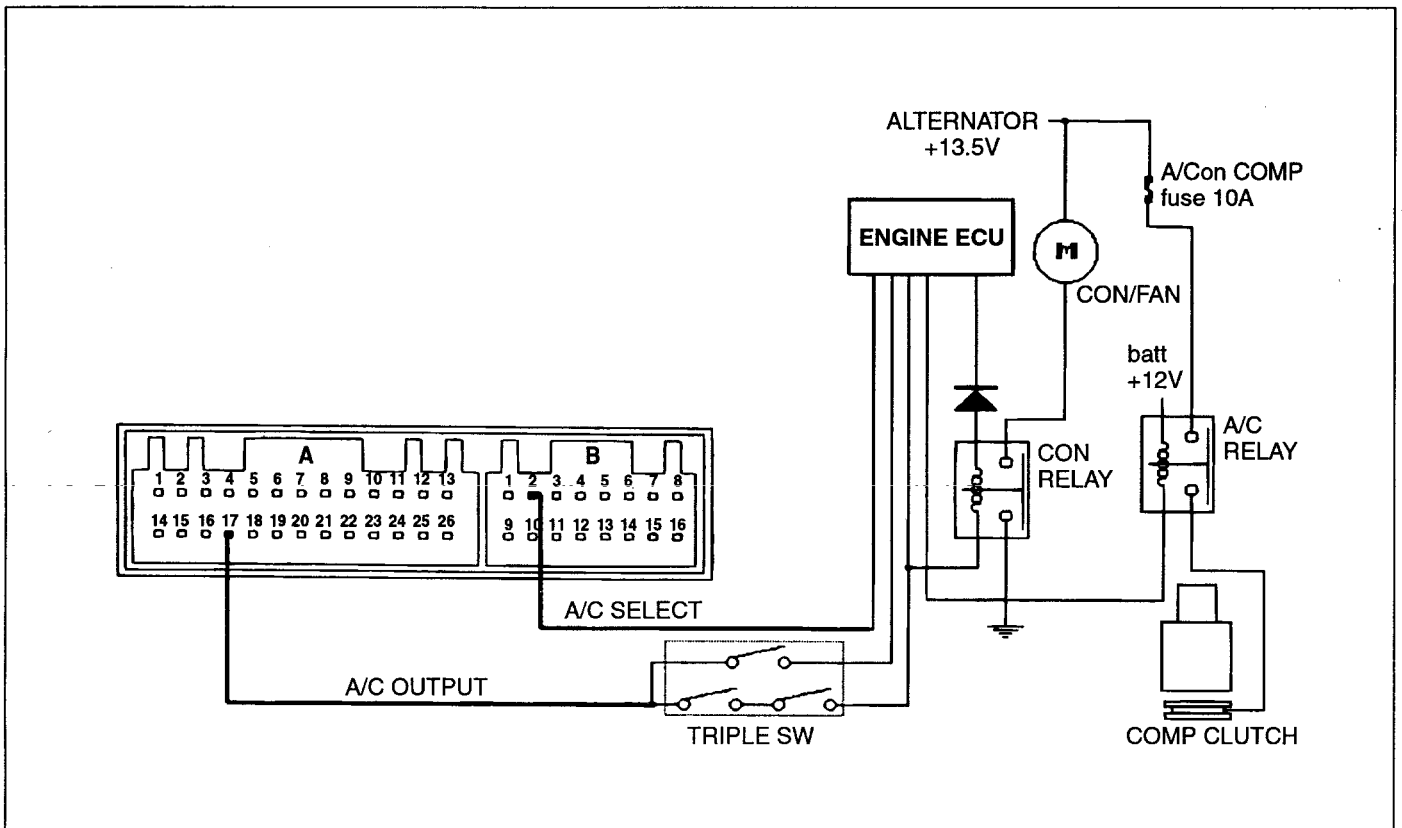 ALTERNATOR
+13.5V
A/Con COMP
fuse 10A
ENGINE ECU
M
CON/FAN
batt
+12V
A/C
RELAY
CON
RELAY
A
B
1 2 3 4 5 6 7 8 9 10 11 12 13
1 2 3 4 5 6 7 8
14 15 16 17 18 19 20 21 22 23 24 25 26
9 10 11 12 13 14 15 16
A/C SELECT
A/C OUTPUT
TRIPLE SW
COMP CLUTCH